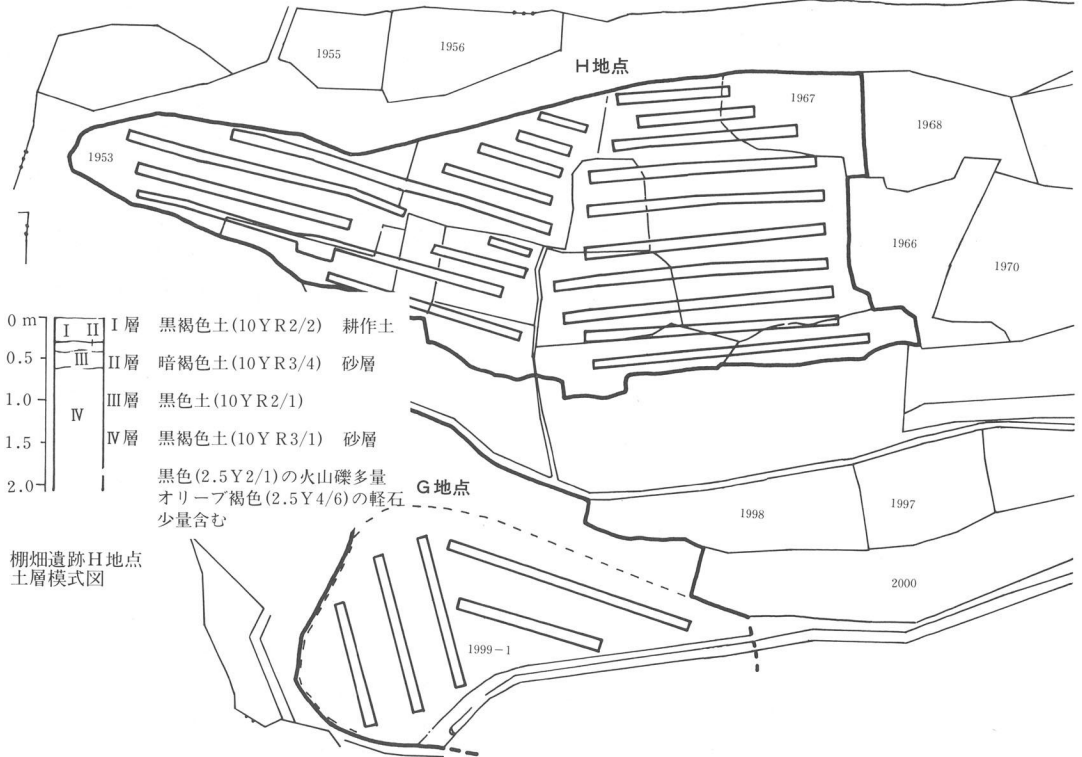 1955
1956
H地点
1967
1968
1953
1966
1970
0 m
0.5
1.0
1.5
2.0
I
II
III
IV
I層 黒褐色土(10YR2/2) 耕作土
II層 暗褐色土(10YR3/4) 砂層
III層 黒色土(10YR2/1)
IV層 黒褐色土(10YR3/1) 砂層
黒色(2.5Y2/1)の火山礫多量
オリーブ褐色(2.5Y4/6)の軽石
少量含む
棚畑遺跡H地点
土層模式図
G地点
1998
1997
2000
1999-1